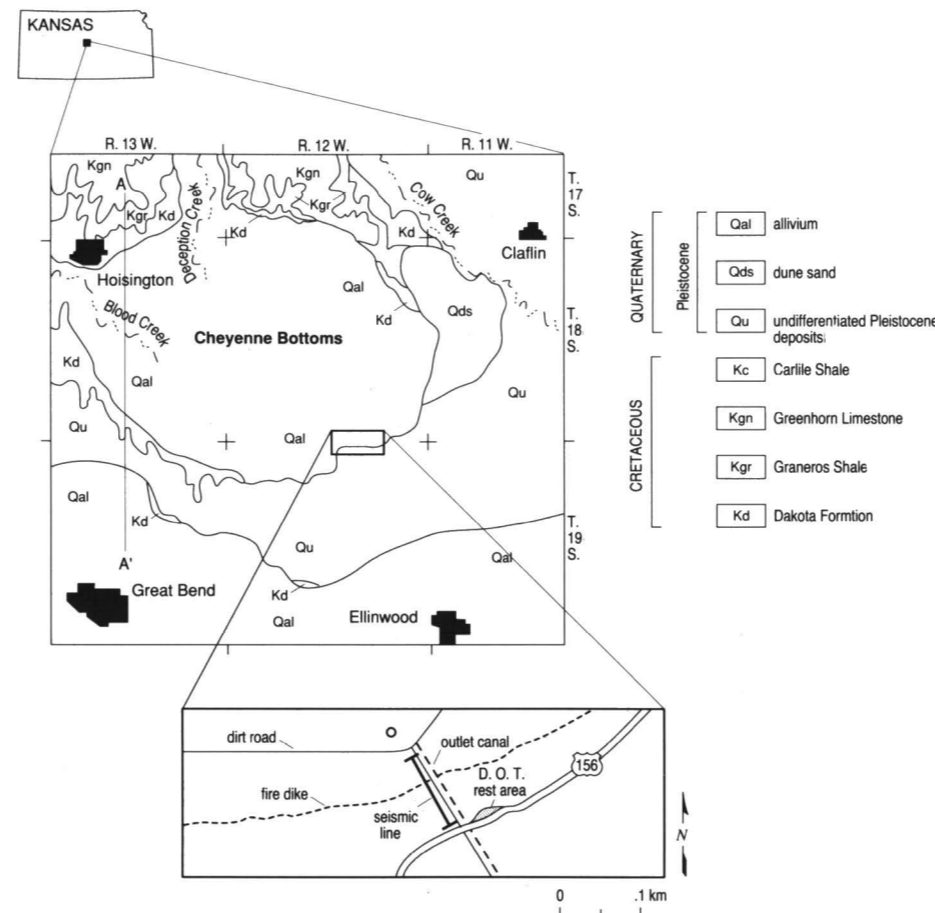 KANSAS
R. 13 W.
R. 12 W.
R. 11 W.
Kgn
A
Kgr
Kd
Deception Creek
Kgn
Kgr
Kd
Cow Creek
Kd
Qu
Claflin
T.
17
S.
Hoisington
Blood Creek
Qal
Kd
Qds
Cheyenne Bottoms
T.
18
S.
Kd
Qal
Qu
Qu
Qal
Qal
Kd
Qu
T.
19
S.
Qal
A'
Great Bend
Kd
Qal
Ellinwood
QUATERNARY
Pleistocene
Qal allivium
Qds dune sand
Qu undifferentiated Pleistocene
deposits
CRETACEOUS
Kc Carlile Shale
Kgn Greenhorn Limestone
Kgr Graneros Shale
Kd Dakota Formtion
dirt road
outlet canal
156
D. O. T.
rest area
fire dike
seismic
line
N
0 .1 km